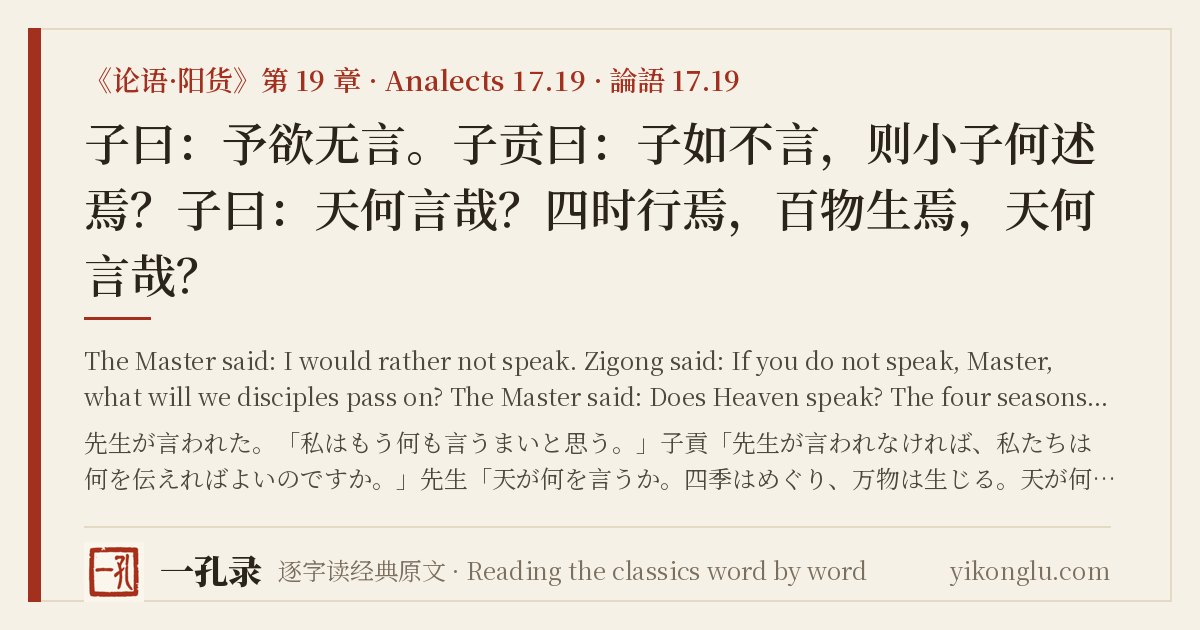 《论语·阳货》第 19 章 · Analects 17.19 · 論語 17.19
子曰：予欲无言。子贡曰：子如不言，则小子何述
焉？子曰：天何言哉？四时行焉，百物生焉，天何
言哉？
The Master said: I would rather not speak. Zigong said: If you do not speak, Master,
what will we disciples pass on? The Master said: Does Heaven speak? The four seasons...
先生が言われた。「私はもう何も言うまいと思う。」子貢「先生が言われなければ、私たちは
何を伝えればよいのですか。」先生「天が何を言うか。四季はめぐり、万物は生じる。天が何…
一孔
一孔录 逐字读经典原文 · Reading the classics word by word yikonglu.com